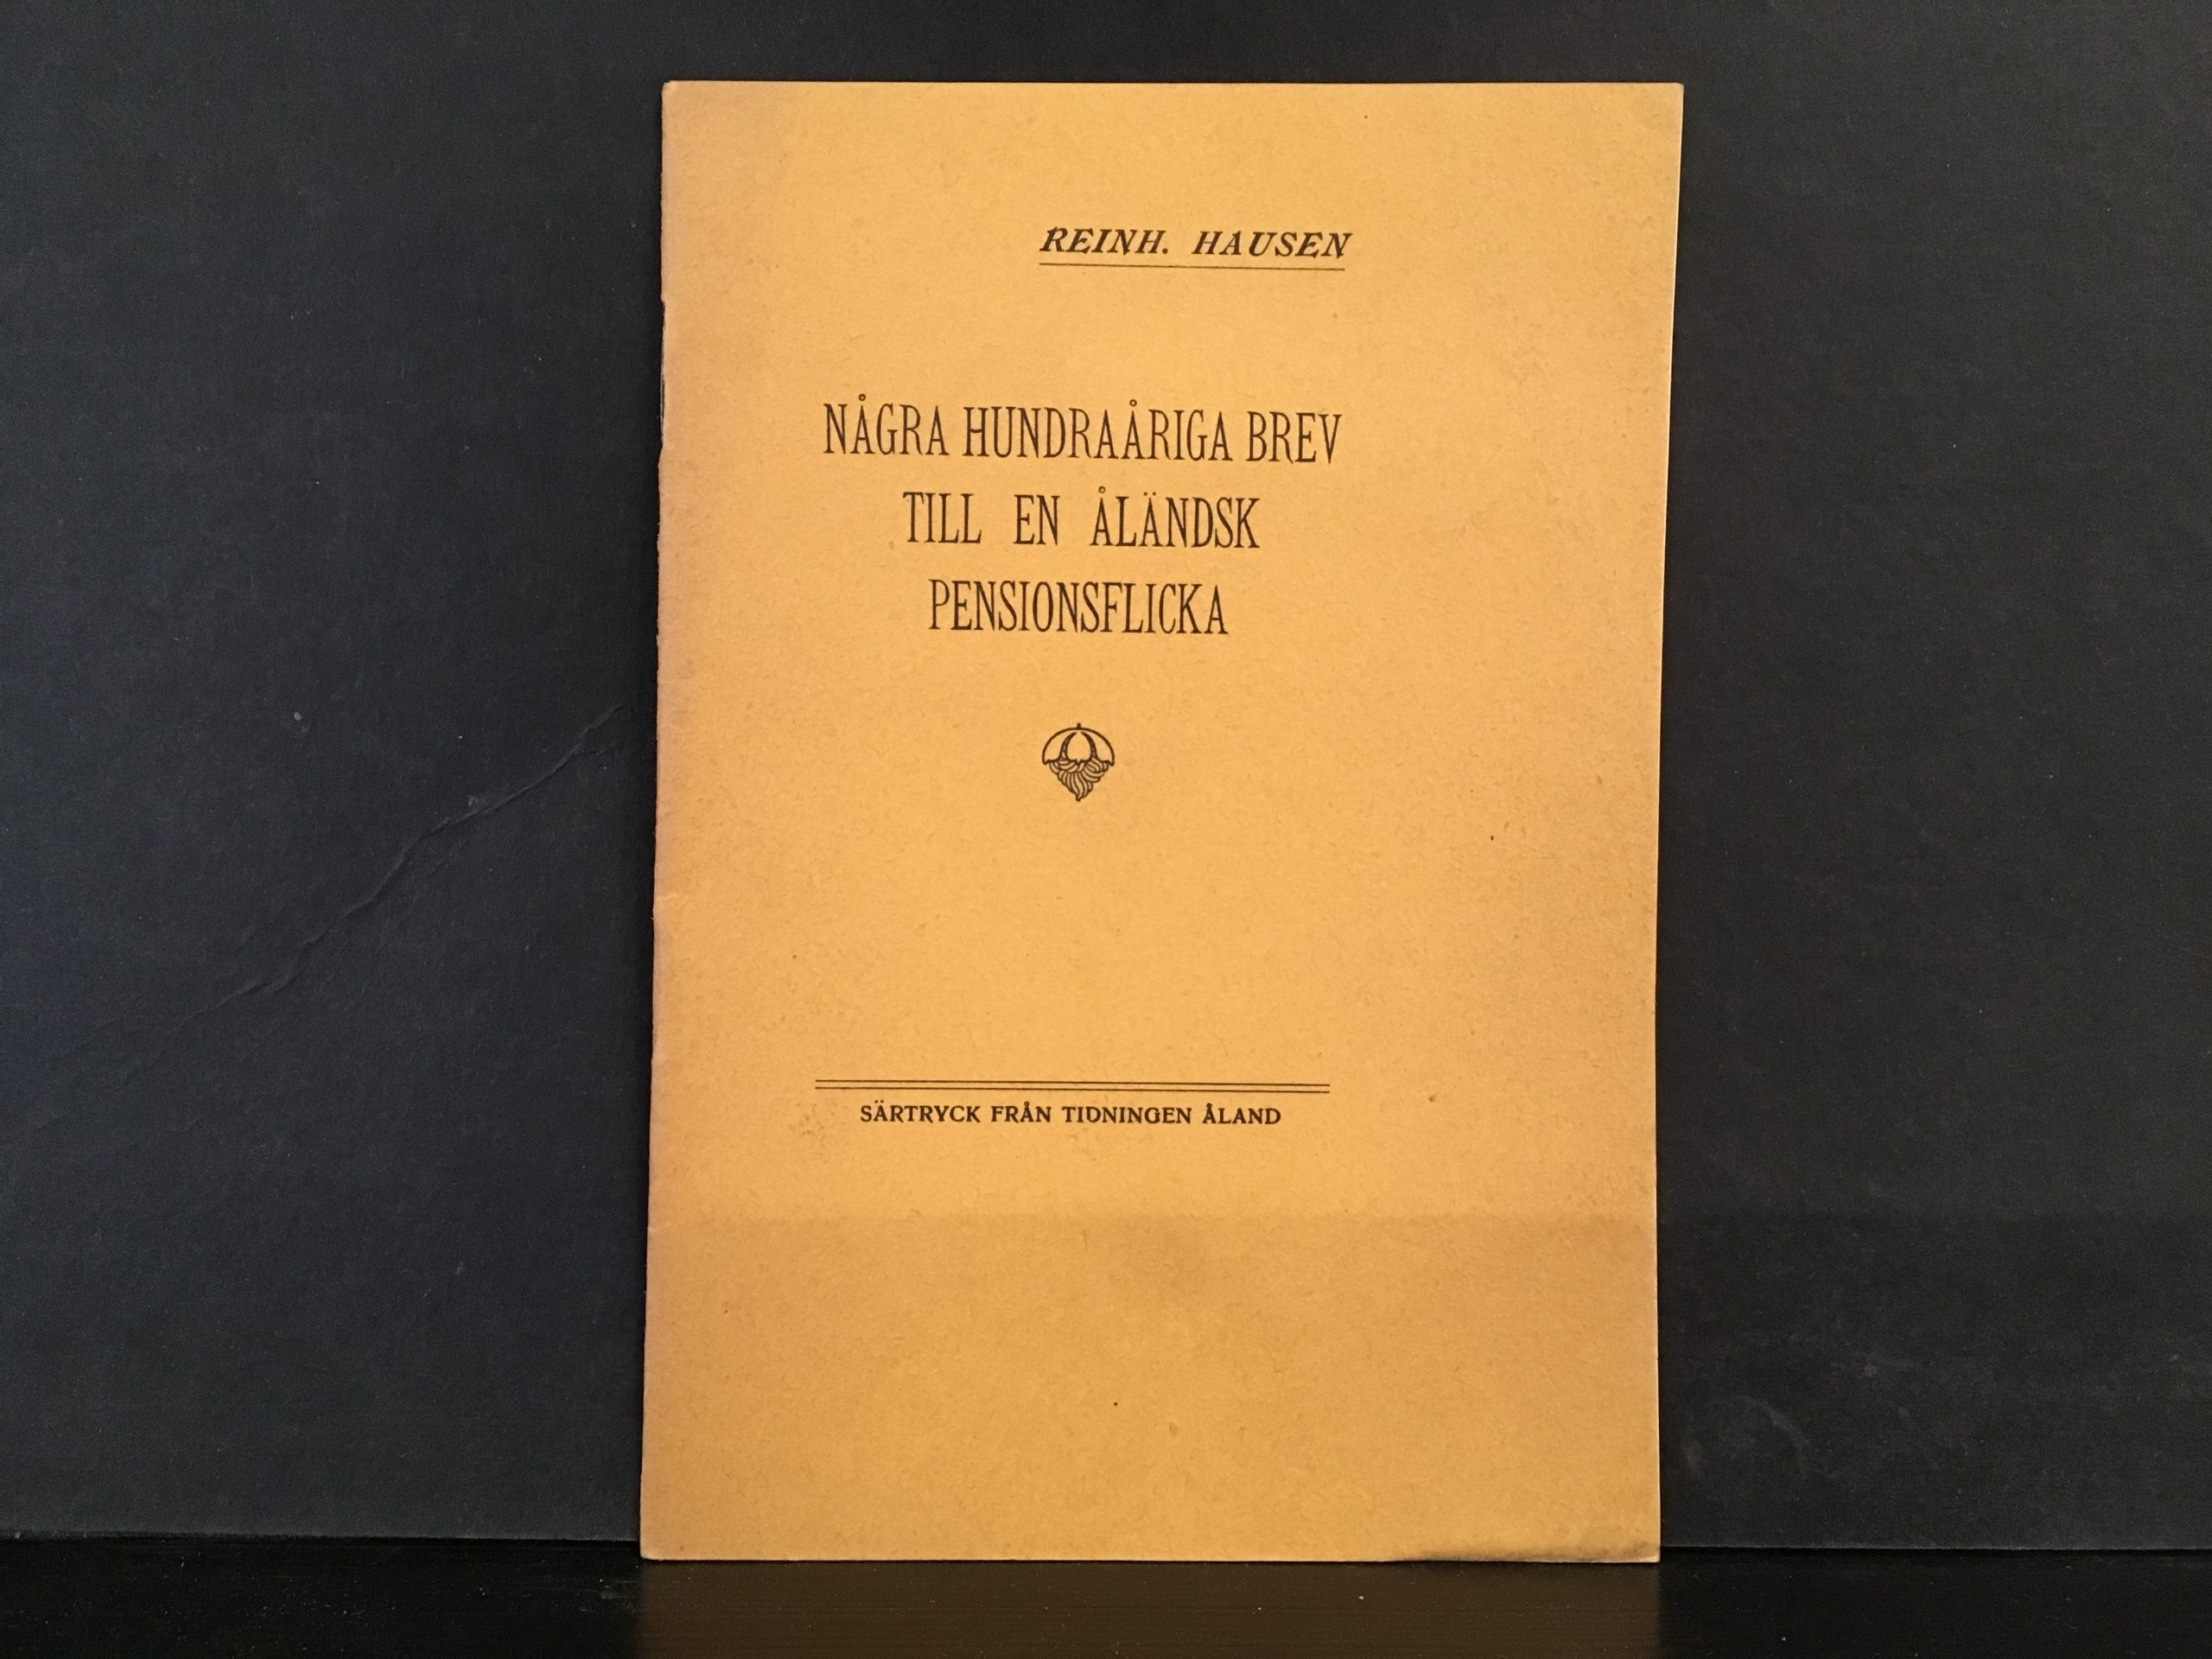 REINH. HAUSEN
NÅGRA HUNDRAÅRIGA BREV
TILL EN ÅLÄNDSK
PENSIONSFLICKA
SÄRTRYCK FRÅN TIDNINGEN ÅLAND